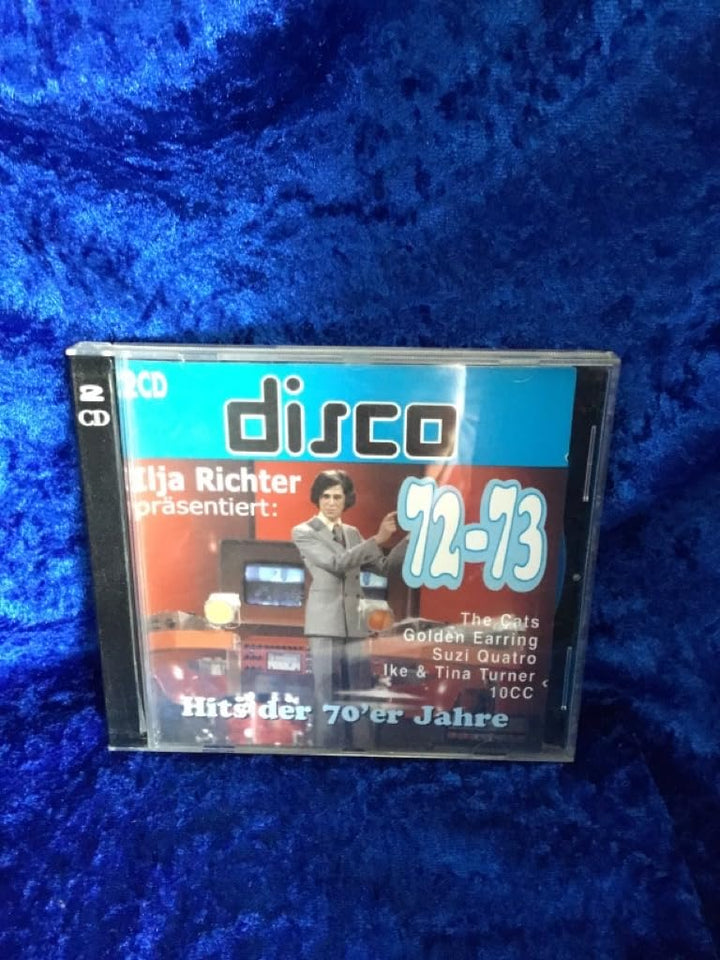 2
CD
2CD
disco
Ilja Richter
präsentiert:
72-73
The Cats
Golden Earring
Suzi Quatro
Ike & Tina Turner
10CC
Hits der 70'er Jahre